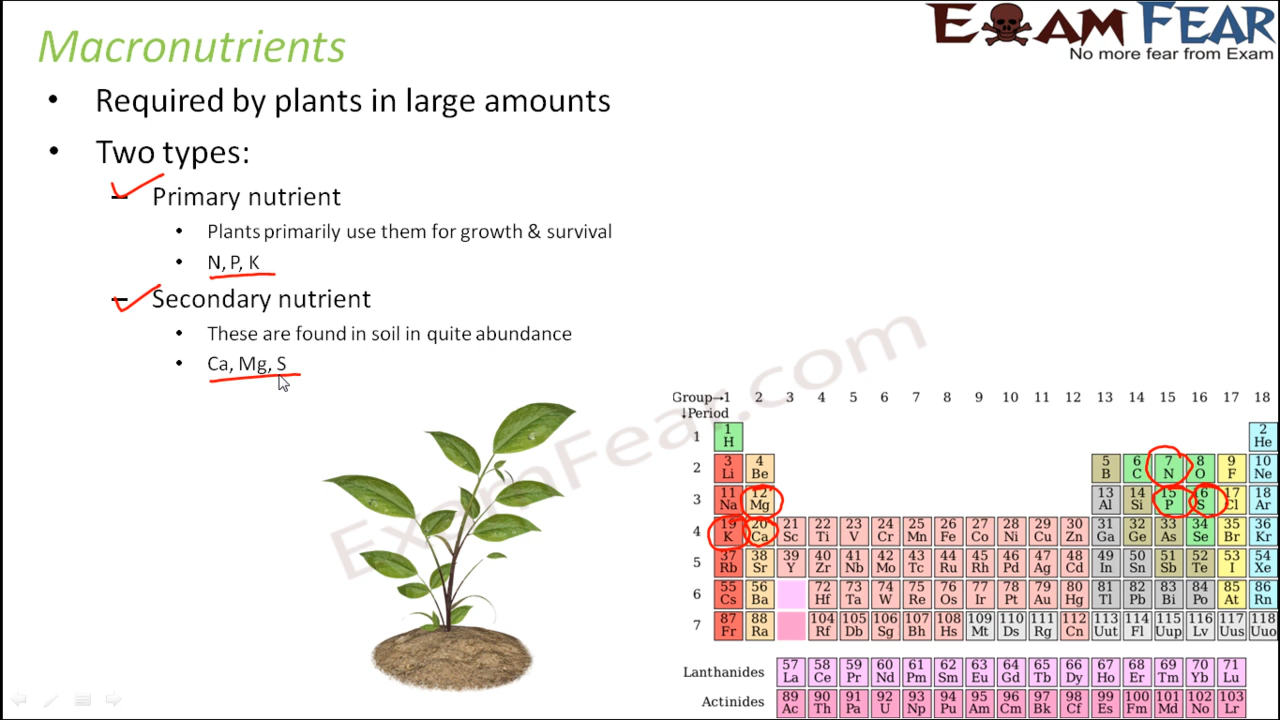 Macronutrients
EXAM FEAR
No more fear from Exam
• Required by plants in large amounts
• Two types:
– Primary nutrient
• Plants primarily use them for growth & survival
• N, P, K
– Secondary nutrient
• These are found in soil in quite abundance
• Ca, Mg, S
ExamFear.com
Group→1 2 3 4 5 6 7 8 9 10 11 12 13 14 15 16 17 18
↓Period
1 1 2
H He
2 3 4 5 6 7 8 9 10
Li Be B C N O F Ne
3 11 12 13 14 15 16 17 18
Na Mg Al Si P S Cl Ar
4 19 20 21 22 23 24 25 26 27 28 29 30 31 32 33 34 35 36
K Ca Sc Ti V Cr Mn Fe Co Ni Cu Zn Ga Ge As Se Br Kr
5 37 38 39 40 41 42 43 44 45 46 47 48 49 50 51 52 53 54
Rb Sr Y Zr Nb Mo Tc Ru Rh Pd Ag Cd In Sn Sb Te I Xe
6 55 56 72 73 74 75 76 77 78 79 80 81 82 83 84 85 86
Cs Ba Hf Ta W Re Os Ir Pt Au Hg Tl Pb Bi Po At Rn
7 87 88 104 105 106 107 108 109 110 111 112 113 114 115 116 117 118
Fr Ra Rf Db Sg Bh Hs Mt Ds Rg Cn Uut Fl Uup Lv Uus Uuo
Lanthanides 57 58 59 60 61 62 63 64 65 66 67 68 69 70 71
La Ce Pr Nd Pm Sm Eu Gd Tb Dy Ho Er Tm Yb Lu
Actinides 89 90 91 92 93 94 95 96 97 98 99 100 101 102 103
Ac Th Pa U Np Pu Am Cm Bk Cf Es Fm Md No Lr